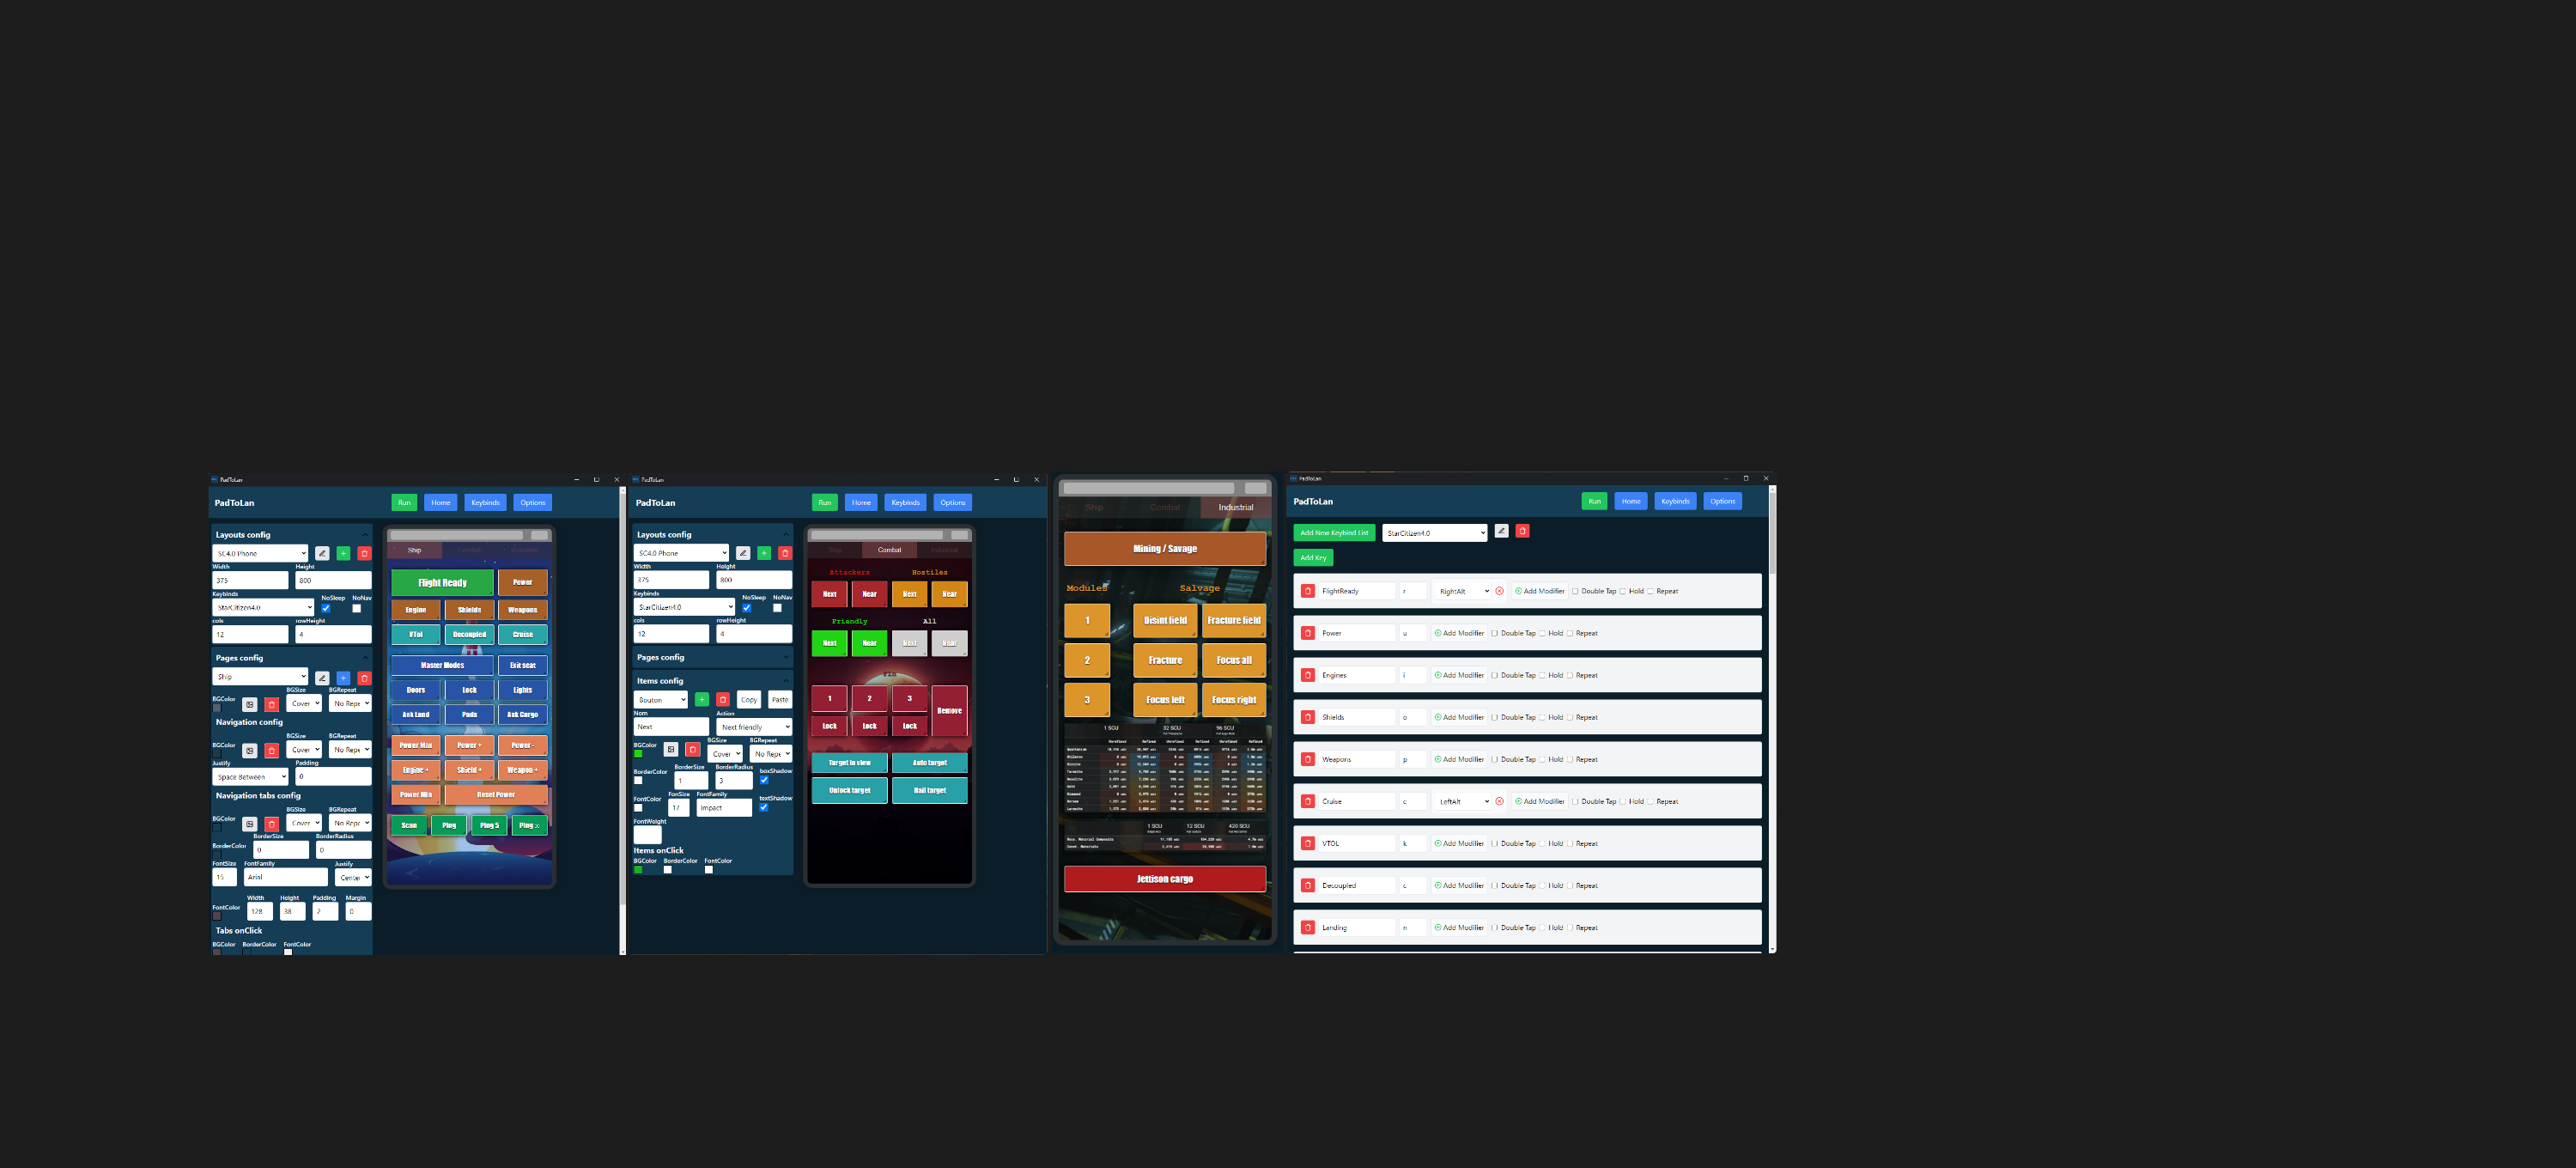 PadToLan
PadToLan
Run Home Keybinds Options
Layouts config
SC4.0 Phone
Width Height
375 800
Keybinds NoSleep NoNav
StarCitizen4.0
cols rowHeight
12 4
Pages config
Ship
BGColor BGSize BGRepeat
Cover No Repe
Navigation config
BGColor BGSize BGRepeat
Cover No Repe
Justify Padding
Space Between 0
Navigation tabs config
BGColor BGSize BGRepeat
Cover No Repe
BorderColor BorderSize BorderRadius
0 0
FontSize FontFamily Justify
15 Arial Center
FontColor Width Height Padding Margin
128 38 2 0
Tabs onClick
BGColor BorderColor FontColor
Ship Combat Industrial
Flight Ready Power
Engine Shields Weapons
VTol Decoupled Cruise
Master Modes Exit seat
Doors Lock Lights
Ask Land Pads Ask Cargo
Power Max Power + Power -
Engine + Shield + Weapon +
Power Min Reset Power
Scan Ping Ping 5
PadToLan
PadToLan
Run Home Keybinds Options
Layouts config
SC4.0 Phone
Width Height
375 800
Keybinds NoSleep NoNav
StarCitizen4.0
cols rowHeight
12 4
Pages config
Items config
Bouton Copy Paste
Nom Action
Next Next friendly
BGColor BGSize BGRepeat
Cover No Repe
BorderColor BorderSize BorderRadius boxShadow
1 3
FontColor FonSize FontFamily textShadow
17 Impact
FontWeight
Items onClick
BGColor BorderColor FontColor
Ship Combat Industrial
Attackers Hostiles
Next Near Next Near
Friendly All
Next Near Next Near
Pin
1 2 3 Remove
Lock Lock Lock
Target in view Auto target
Unlock target Hail target
Ship Combat Industrial
Mining / Savage
Modules Salvage
1 Disint field Fracture field
2 Fracture Focus all
3 Focus left Focus right
1 SCU 32 SCU 96 SCU
1 SCU 12 SCU 420 SCU
Jettison cargo
PadToLan
PadToLan
Run Home Keybinds Options
Add New Keybind List StarCitizen4.0
Add Key
FlightReady r RightAlt Add Modifier Double Tap Hold Repeat
Power u Add Modifier Double Tap Hold Repeat
Engines i Add Modifier Double Tap Hold Repeat
Shields o Add Modifier Double Tap Hold Repeat
Weapons p Add Modifier Double Tap Hold Repeat
Cruise c LeftAlt Add Modifier Double Tap Hold Repeat
VTOL k Add Modifier Double Tap Hold Repeat
Decoupled c Add Modifier Double Tap Hold Repeat
Landing n Add Modifier Double Tap Hold Repeat